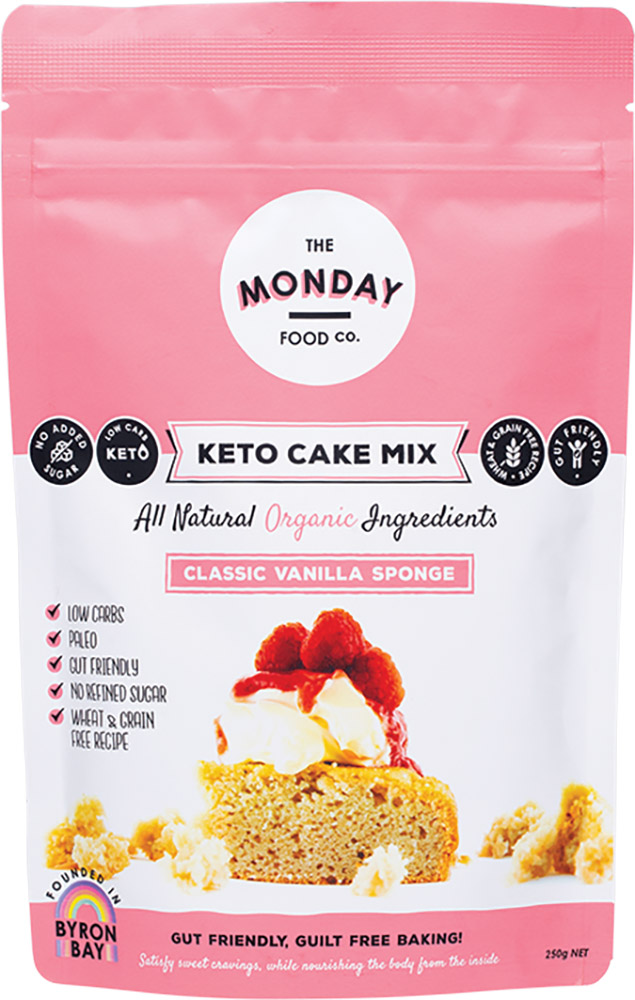 THE
MONDAY
FOOD CO.
NO ADDED
SUGAR
LOW CARB
KETO
KETO CAKE MIX
WHEAT & GRAIN FREE RECIPE
GUT FRIENDLY
All Natural Organic Ingredients
CLASSIC VANILLA SPONGE
LOW CARBS
PALEO
GUT FRIENDLY
NO REFINED SUGAR
WHEAT & GRAIN
FREE RECIPE
FOUNDED IN
BYRON
BAY
GUT FRIENDLY, GUILT FREE BAKING!
Satisfy sweet cravings, while nourishing the body from the inside
250g NET